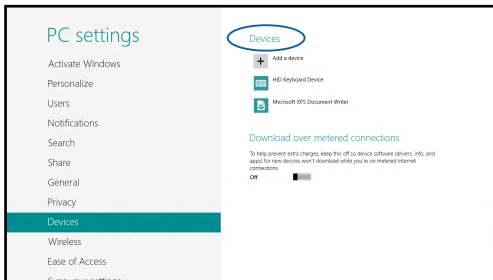 PC settings
Activate Windows
Personalize
Users
Notifications
Search
Share
General
Privacy
Devices
Wireless
Ease of Access
Sync your settings
Devices
Add a device
HID Keyboard Device
Microsoft XPS Document Writer
Download over metered connections
To help prevent extra charges, keep this off so device software (drivers, info, and
apps) for new devices won't download while you're on metered Internet
connections.
Off